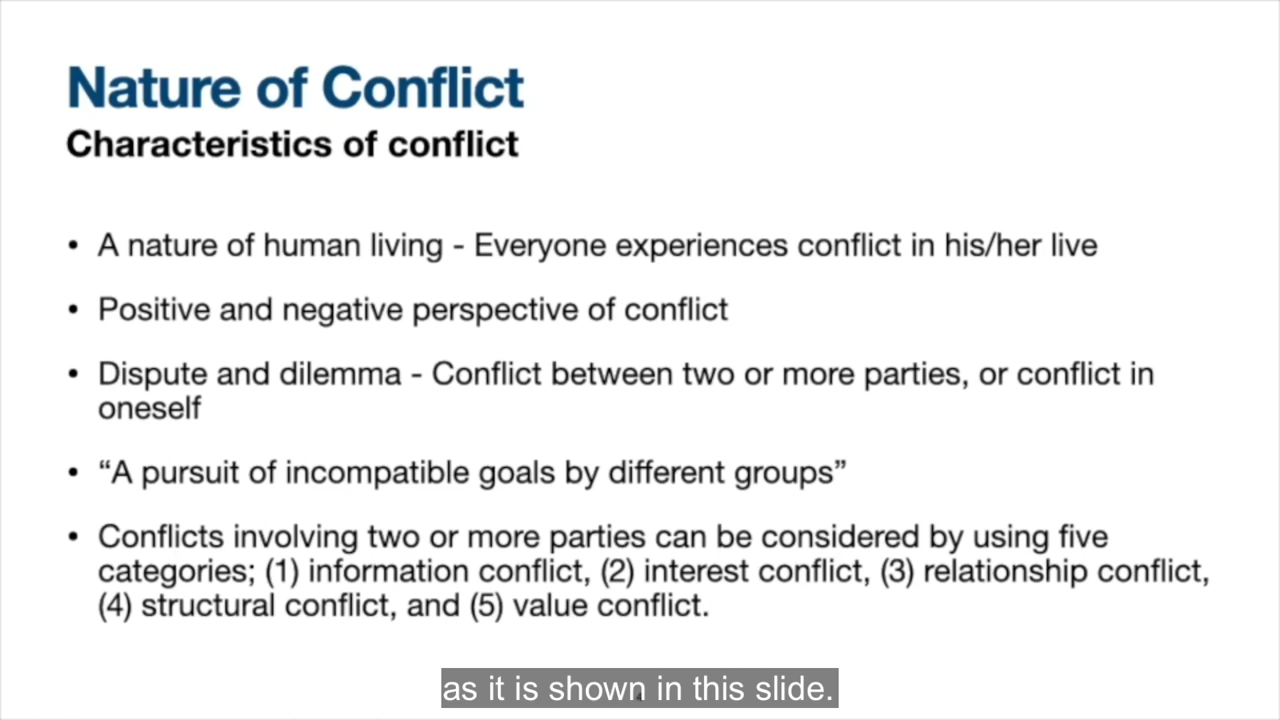 Nature of Conflict
Characteristics of conflict
• A nature of human living - Everyone experiences conflict in his/her live
• Positive and negative perspective of conflict
• Dispute and dilemma - Conflict between two or more parties, or conflict in
oneself
• “A pursuit of incompatible goals by different groups”
• Conflicts involving two or more parties can be considered by using five
categories; (1) information conflict, (2) interest conflict, (3) relationship conflict,
(4) structural conflict, and (5) value conflict.
as it is shown in this slide.